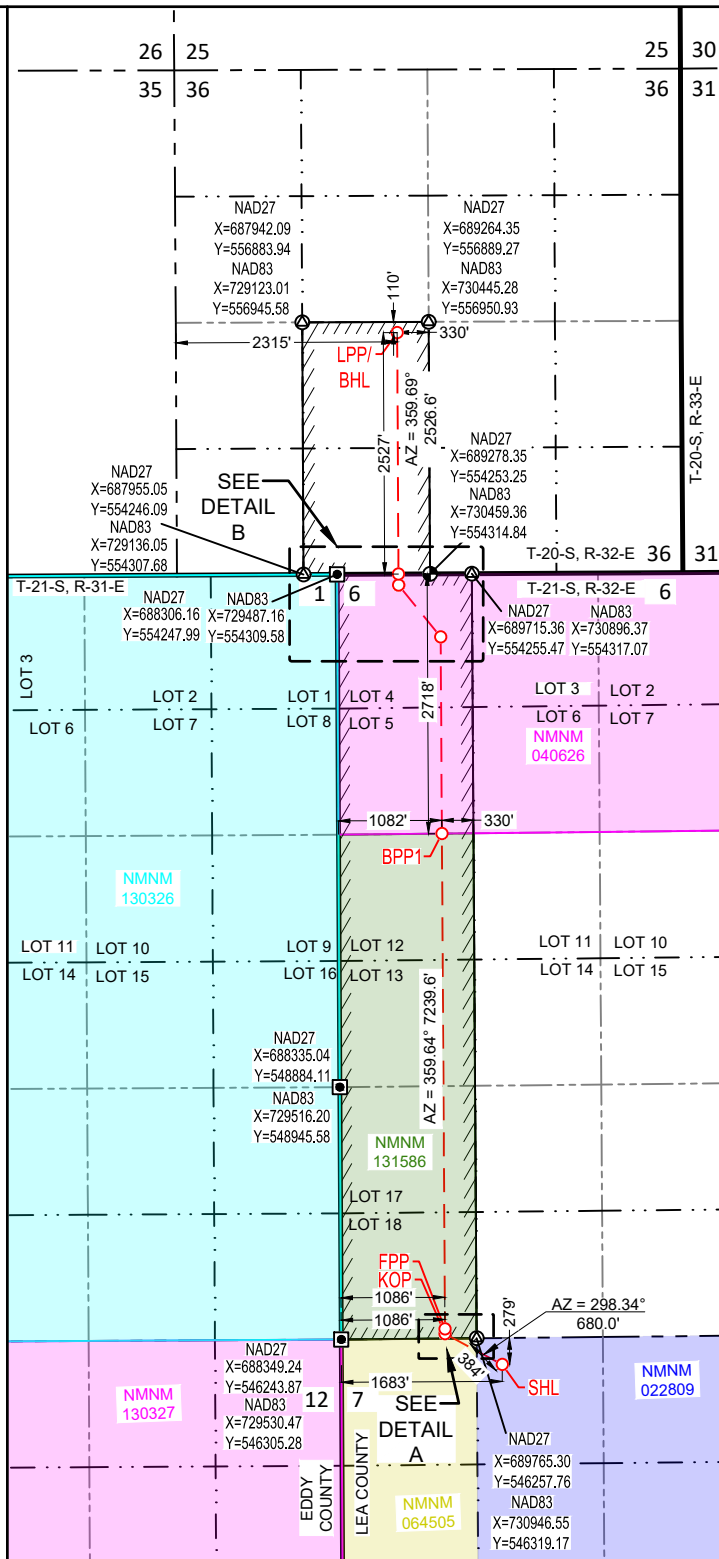 26 25
25 30
35 36
36 31
NAD27
X=687942.09
Y=556883.94
NAD83
X=729123.01
Y=556945.58
NAD27
X=689264.35
Y=556889.27
NAD83
X=730445.28
Y=556950.93
T-20-S, R-33-E
110'
2315'
330'
LPP/
BHL
AZ = 359.69°
2526.6'
2527'
NAD27
X=689278.35
Y=554253.25
NAD83
X=730459.36
Y=554314.84
NAD27
X=687955.05
Y=554246.09
NAD83
X=729136.05
Y=554307.68
SEE
DETAIL
B
T-20-S, R-32-E
36 31
T-21-S, R-31-E
1 6
T-21-S, R-32-E
6
NAD27
X=688306.16
Y=554247.99
NAD83
X=729487.16
Y=554309.58
NAD27
X=689715.36
Y=554255.47
NAD83
X=730896.37
Y=554317.07
LOT 3
LOT 2
LOT 1
LOT 4
LOT 3
LOT 2
LOT 6
LOT 7
LOT 8
LOT 5
LOT 6
LOT 7
NMNM
040626
2718'
1082'
330'
BPP1
NMNM
130326
LOT 11
LOT 10
LOT 9
LOT 12
LOT 11
LOT 10
LOT 14
LOT 15
LOT 16
LOT 13
LOT 14
LOT 15
AZ = 359.64° 7239.6'
NAD27
X=688335.04
Y=548884.11
NAD83
X=729516.20
Y=548945.58
NMNM
131586
LOT 17
LOT 18
FPP
KOP
1086'
1086'
279'
AZ = 298.34°
680.0'
384'
1683'
SHL
NAD27
X=688349.24
Y=546243.87
NAD83
X=729530.47
Y=546305.28
12 7
NMNM
130327
SEE
DETAIL
A
NMNM
022809
NAD27
X=689765.30
Y=546257.76
NAD83
X=730946.55
Y=546319.17
EDDY
COUNTY
LEA COUNTY
NMNM
064505